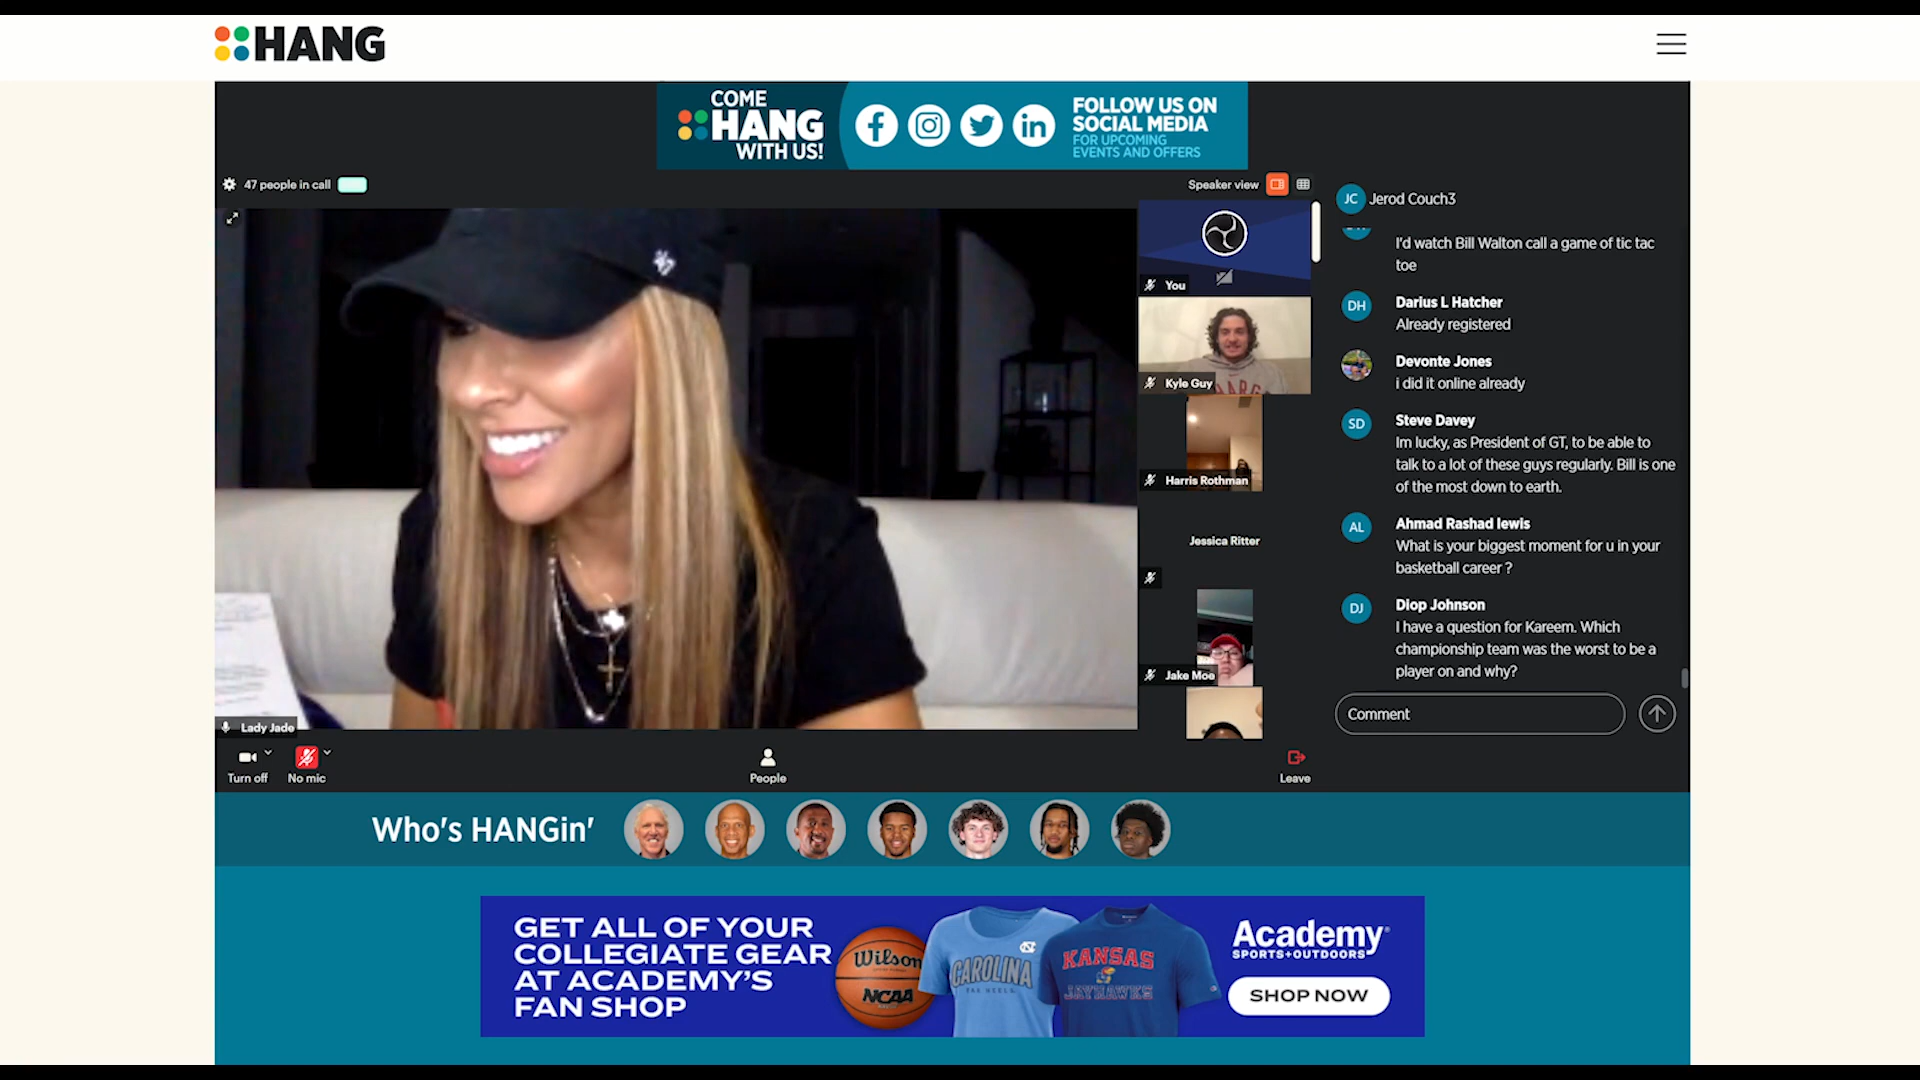 HANG
COME
HANG
WITH US!
FOLLOW US ON
SOCIAL MEDIA
FOR UPCOMING
EVENTS AND OFFERS
47 people in call
Speaker view
You
Kyle Guy
Harris Rothman
Jessica Ritter
Jake Moe
Lady Jade
Turn off
No mic
People
Leave
JC Jerod Couch3
I'd watch Bill Walton call a game of tic tac
toe
DH Darius L Hatcher
Already registered
Devonte Jones
i did it online already
SD Steve Davey
Im lucky, as President of GT, to be able to
talk to a lot of these guys regularly. Bill is one
of the most down to earth.
AL Ahmad Rashad lewis
What is your biggest moment for u in your
basketball career ?
DJ Diop Johnson
I have a question for Kareem. Which
championship team was the worst to be a
player on and why?
Comment
Who's HANGin'
GET ALL OF YOUR
COLLEGIATE GEAR
AT ACADEMY'S
FAN SHOP
Wilson
NCAA
NC
CAROLINA
TAR HEELS
KANSAS
JAYHAWKS
Academy
SPORTS+OUTDOORS
SHOP NOW